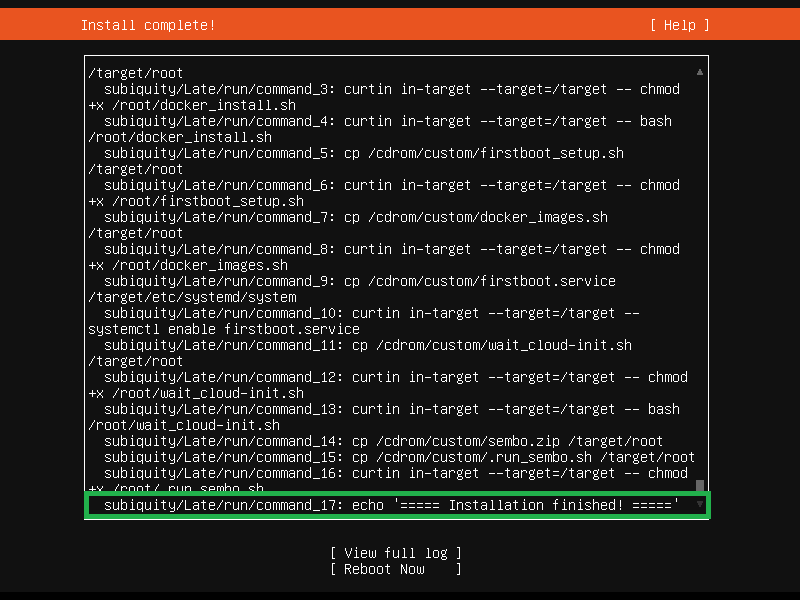 Install complete! [ Help ]
/target/root
subiquity/Late/run/command_3: curtin in-target --target=/target -- chmod
+x /root/docker_install.sh
subiquity/Late/run/command_4: curtin in-target --target=/target -- bash
/root/docker_install.sh
subiquity/Late/run/command_5: cp /cdrom/custom/firstboot_setup.sh
/target/root
subiquity/Late/run/command_6: curtin in-target --target=/target -- chmod
+x /root/firstboot_setup.sh
subiquity/Late/run/command_7: cp /cdrom/custom/docker_images.sh
/target/root
subiquity/Late/run/command_8: curtin in-target --target=/target -- chmod
+x /root/docker_images.sh
subiquity/Late/run/command_9: cp /cdrom/custom/firstboot.service
/target/etc/systemd/system
subiquity/Late/run/command_10: curtin in-target --target=/target --
systemctl enable firstboot.service
subiquity/Late/run/command_11: cp /cdrom/custom/wait_cloud-init.sh
/target/root
subiquity/Late/run/command_12: curtin in-target --target=/target -- chmod
+x /root/wait_cloud-init.sh
subiquity/Late/run/command_13: curtin in-target --target=/target -- bash
/root/wait_cloud-init.sh
subiquity/Late/run/command_14: cp /cdrom/custom/sembo.zip /target/root
subiquity/Late/run/command_15: cp /cdrom/custom/.run_sembo.sh /target/root
subiquity/Late/run/command_16: curtin in-target --target=/target -- chmod
+x /root/.run_sembo.sh
subiquity/Late/run/command_17: echo '===== Installation finished! ====='
[ View full log ]
[ Reboot Now ]